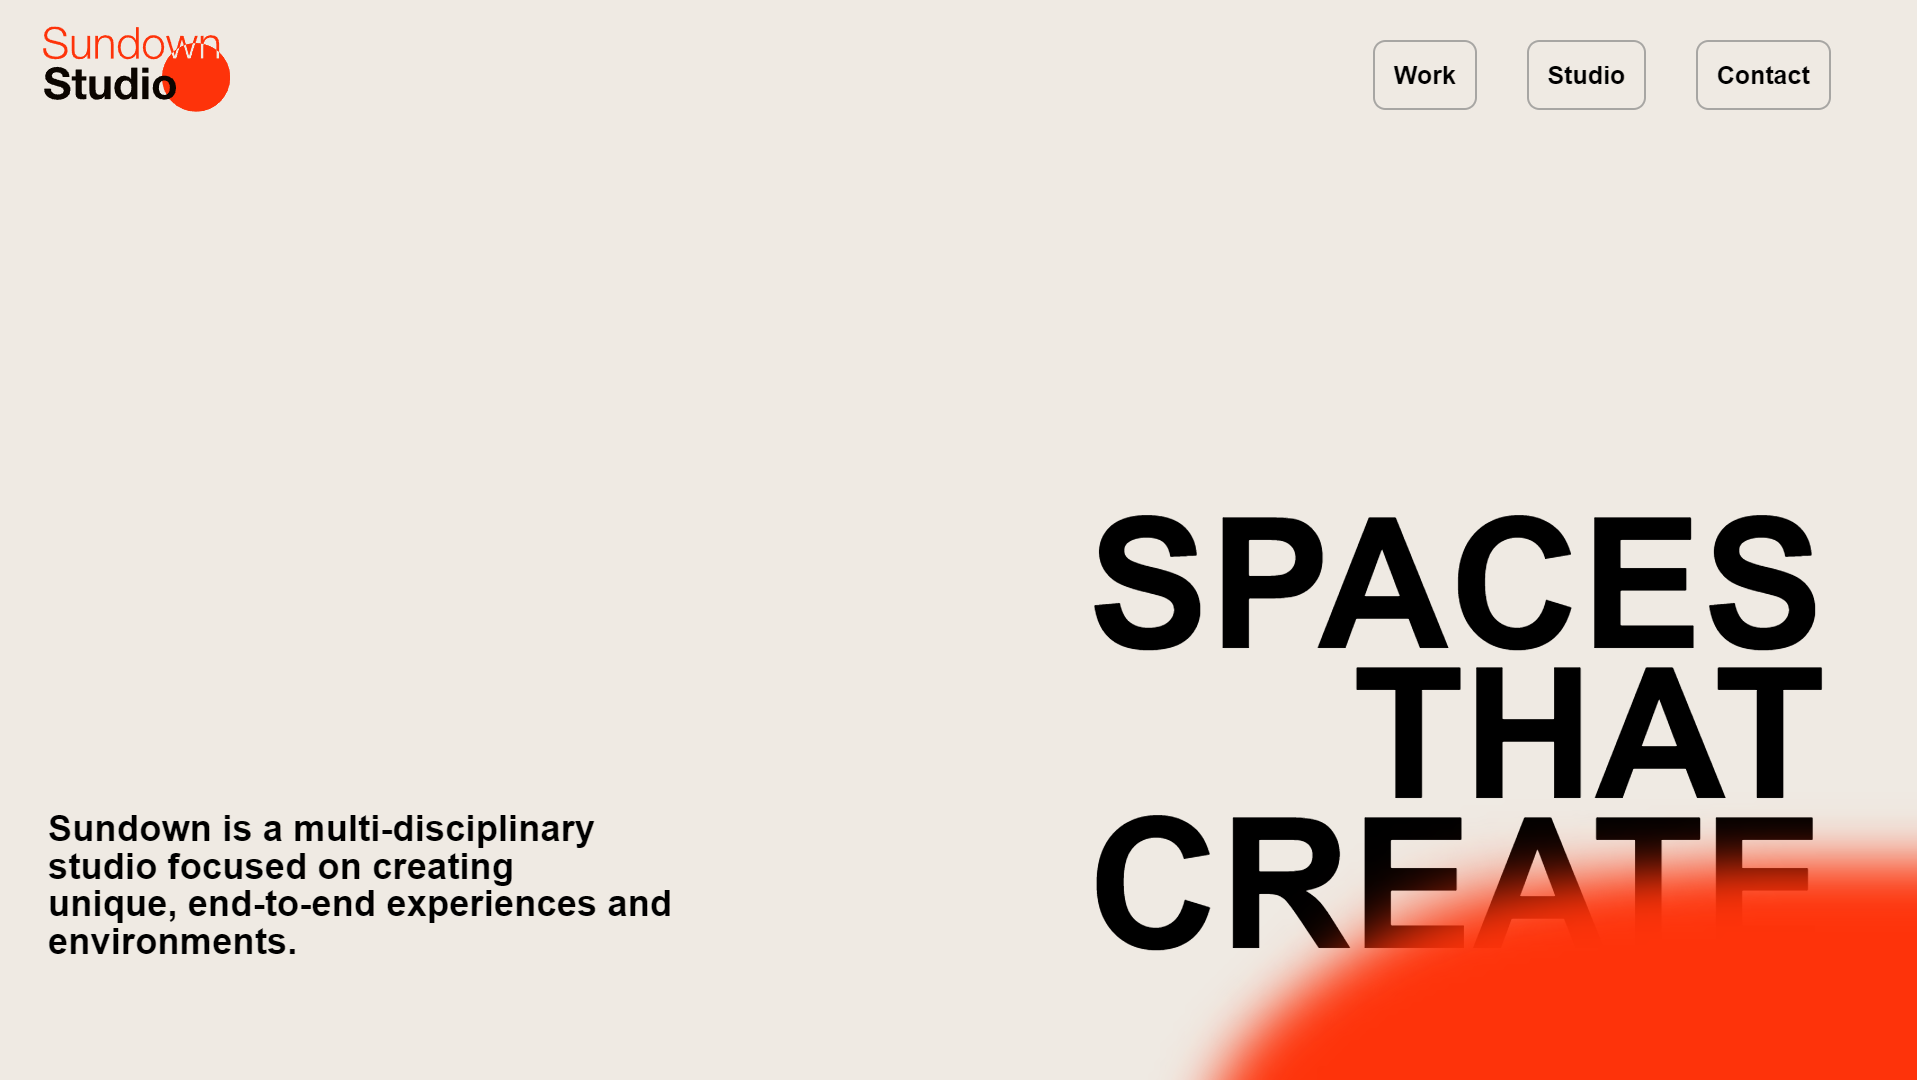 Sundown
Studio
Work
Studio
Contact
SPACES
THAT
CREATE
Sundown is a multi-disciplinary
studio focused on creating
unique, end-to-end experiences and
environments.